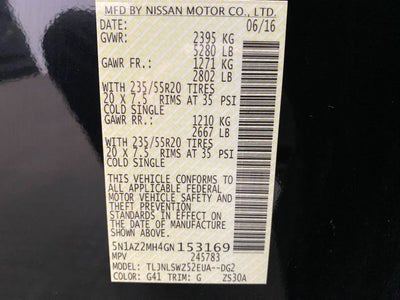 MFD BY NISSAN MOTOR CO., LTD.
DATE: 06/16
GVWR: 2395 KG
5280 LB
GAWR FR.: 1271 KG
2802 LB
WITH 235/55R20 TIRES
20 X 7.5 RIMS AT 35 PSI
COLD SINGLE
GAWR RR.: 1210 KG
2667 LB
WITH 235/55R20 TIRES
20 X 7.5 RIMS AT 35 PSI
COLD SINGLE
THIS VEHICLE CONFORMS TO
ALL APPLICABLE FEDERAL
MOTOR VEHICLE SAFETY AND
THEFT PREVENTION STANDARDS
IN EFFECT ON THE DATE OF
MANUFACTURE SHOWN ABOVE.
5N1AZ2MH4GN153169
MPV 245783
MODEL: TLJNLSWZ52EUA--DG2
COLOR: G41 TRIM: G ZS30A